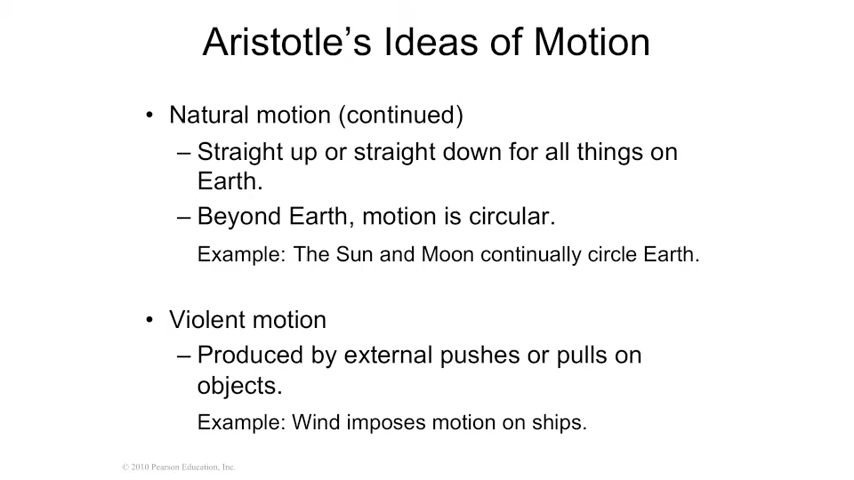 Aristotle’s Ideas of Motion
• Natural motion (continued)
– Straight up or straight down for all things on
Earth.
– Beyond Earth, motion is circular.
Example: The Sun and Moon continually circle Earth.
• Violent motion
– Produced by external pushes or pulls on
objects.
Example: Wind imposes motion on ships.
© 2010 Pearson Education, Inc.